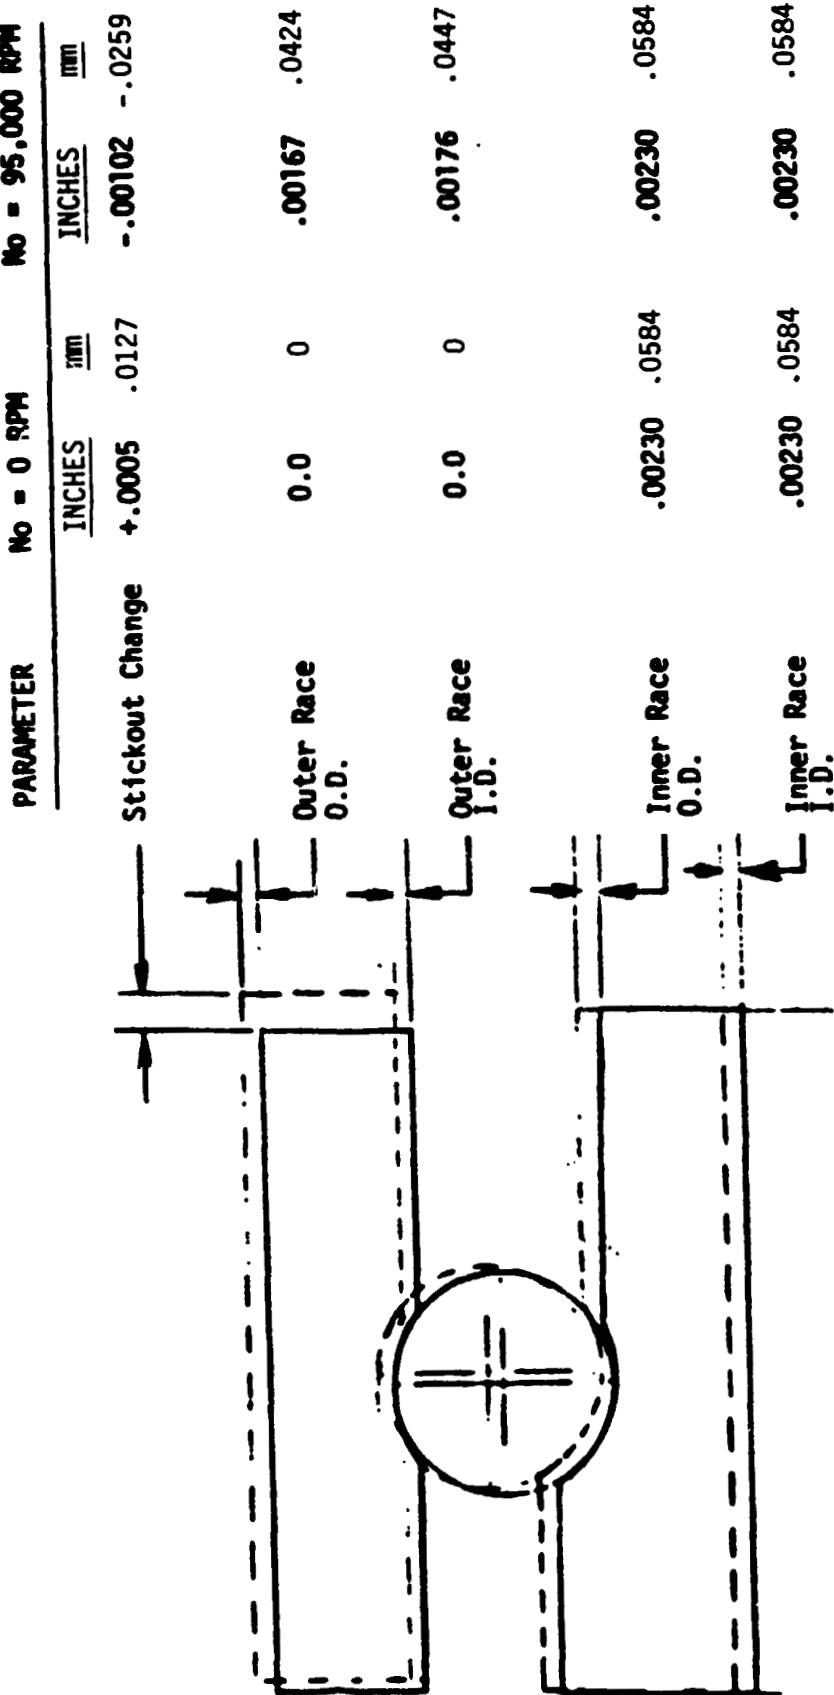 PARAMETER No = 0 RPM No = 95,000 RPM
INCHES mm INCHES mm
Stickout Change +.0005 .0127 -.00102 -.0259
Outer Race 0.0 0 .00167 .0424
O.D.
Outer Race 0.0 0 .00176 .0447
I.D.
Inner Race .00230 .0584 .00230 .0584
O.D.
Inner Race .00230 .0584 .00230 .0584
I.D.